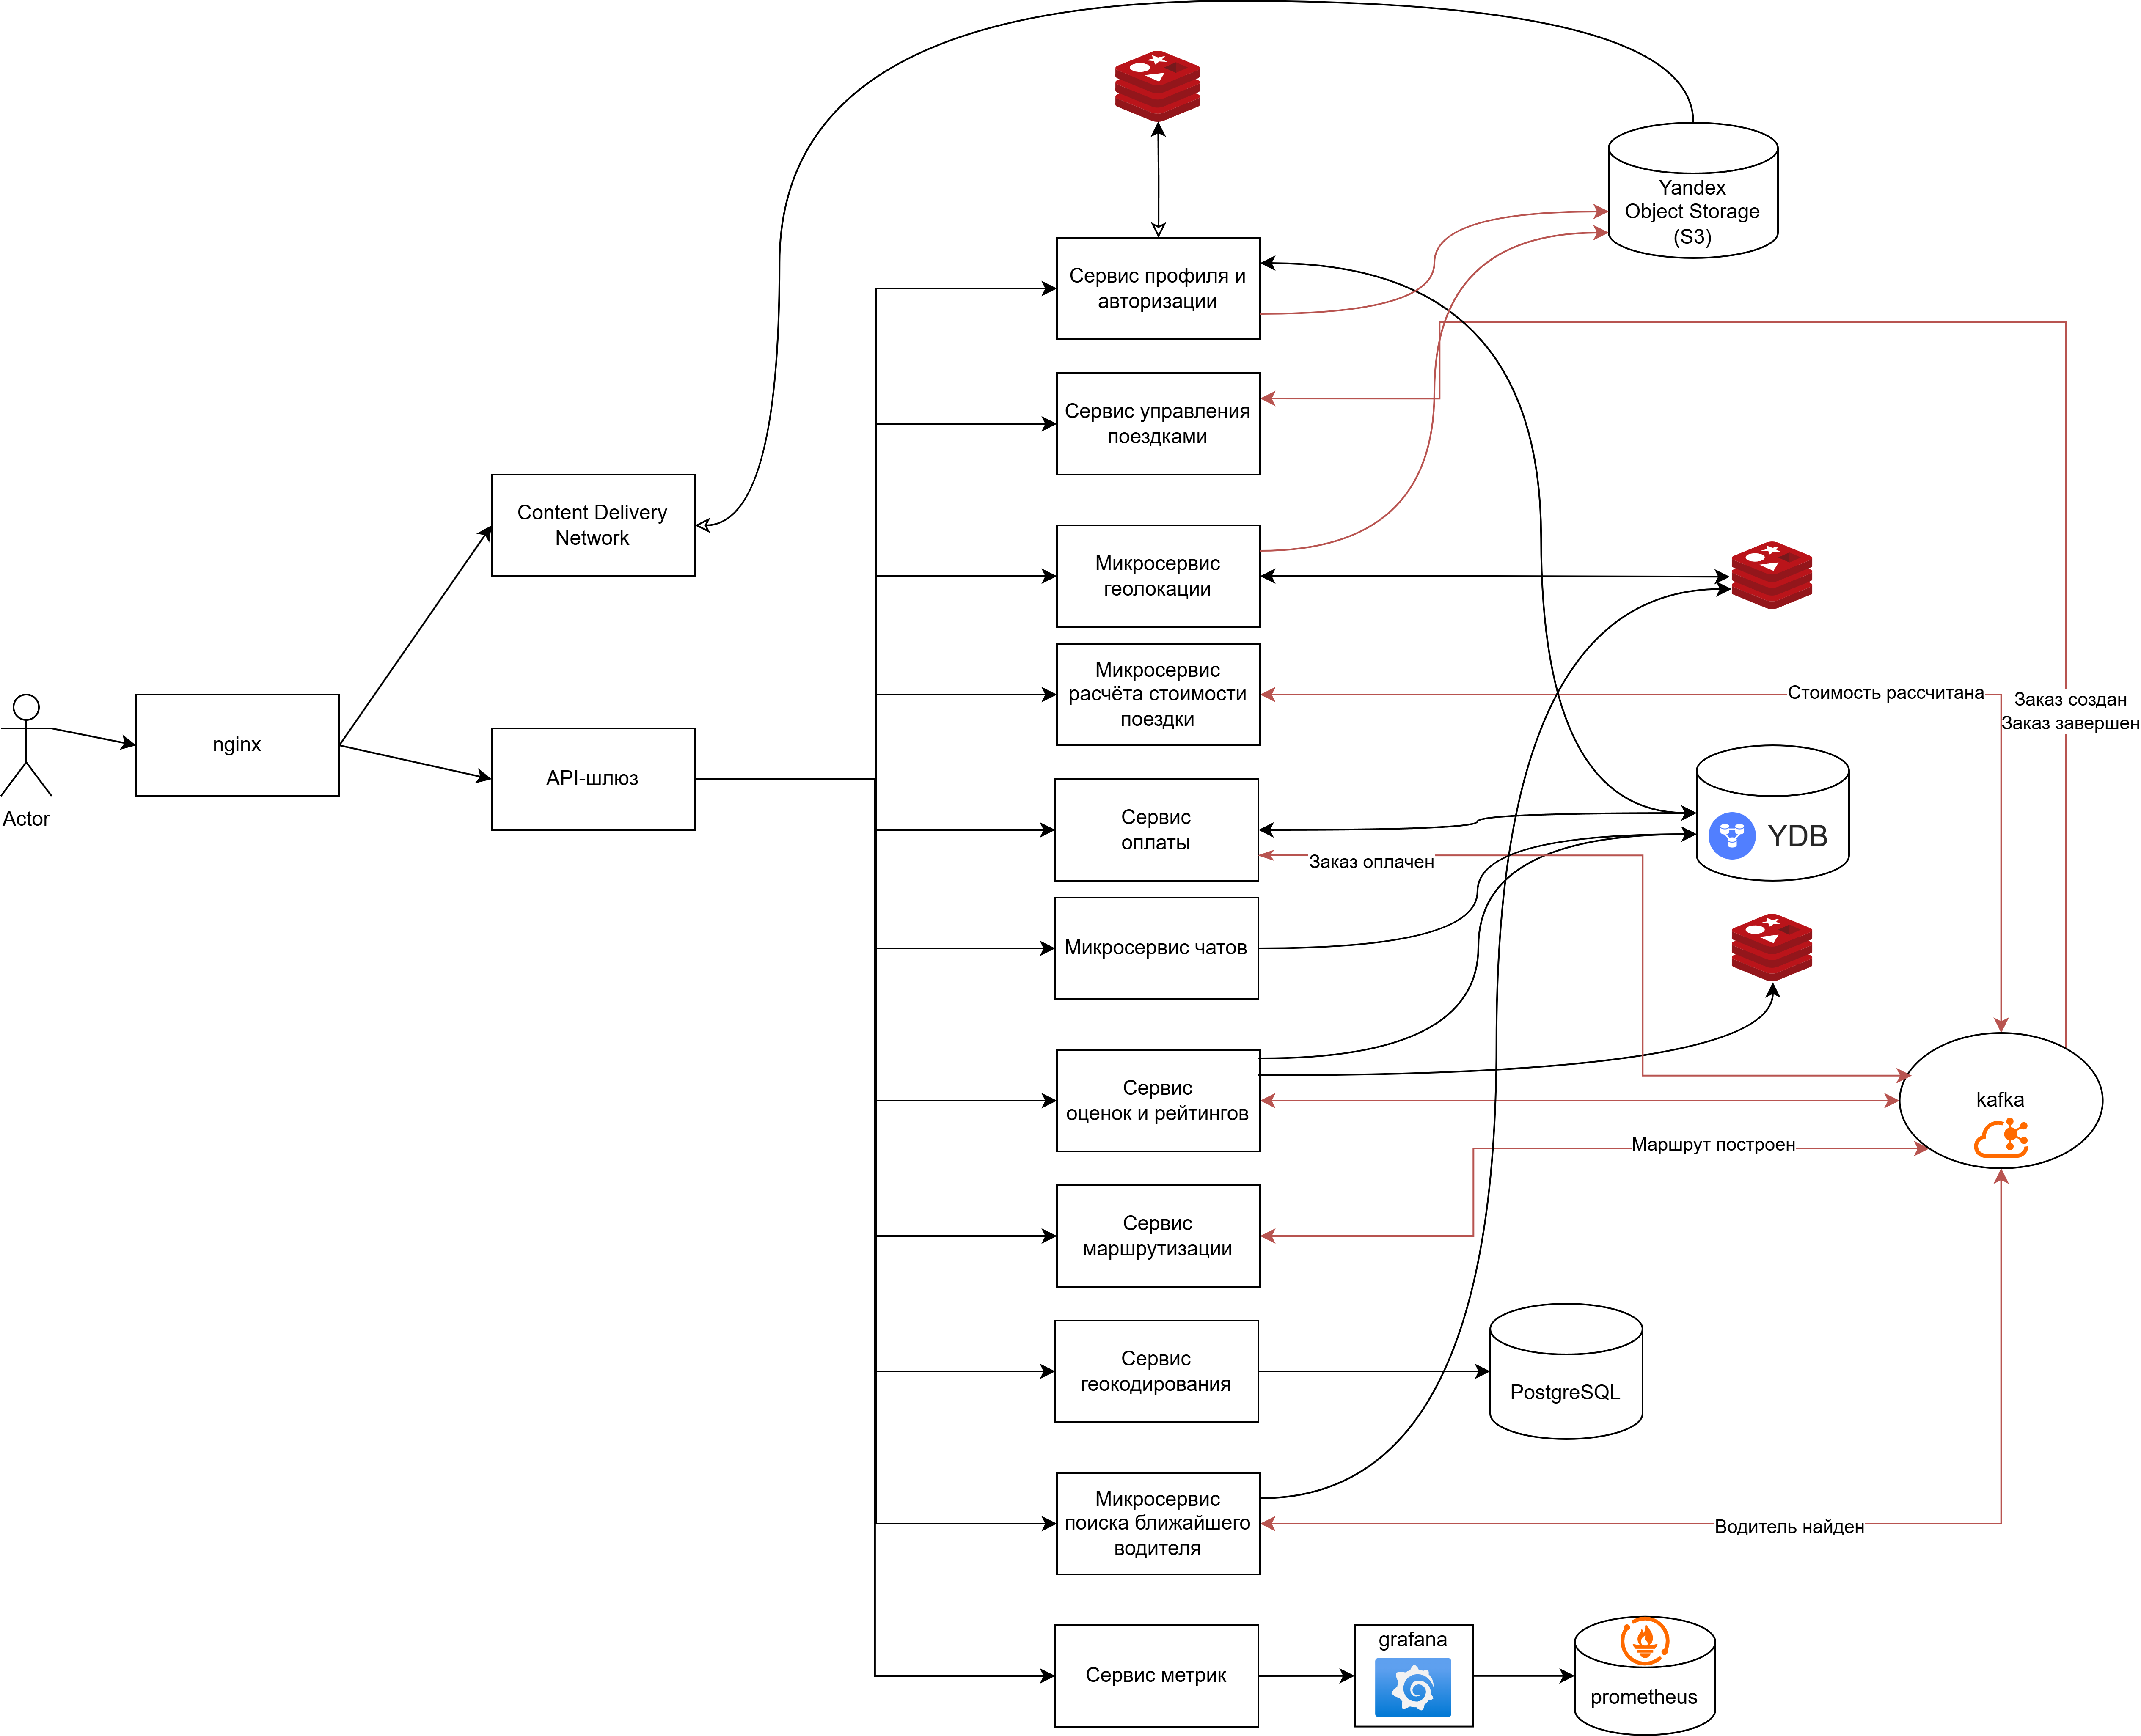 Yandex
Object Storage
(S3)
Сервис профиля и
авторизации
Сервис управления
поездками
Content Delivery
Network
Микросервис
геолокации
Микросервис
расчёта стоимости
поездки
Стоимость рассчитана
Заказ создан
Заказ завершен
nginx
API-шлюз
Actor
Сервис
оплаты
YDB
Заказ оплачен
Микросервис чатов
Сервис
оценок и рейтингов
kafka
Маршрут построен
Сервис
маршрутизации
Сервис
геокодирования
PostgreSQL
Микросервис
поиска ближайшего
водителя
Водитель найден
Сервис метрик
grafana
prometheus